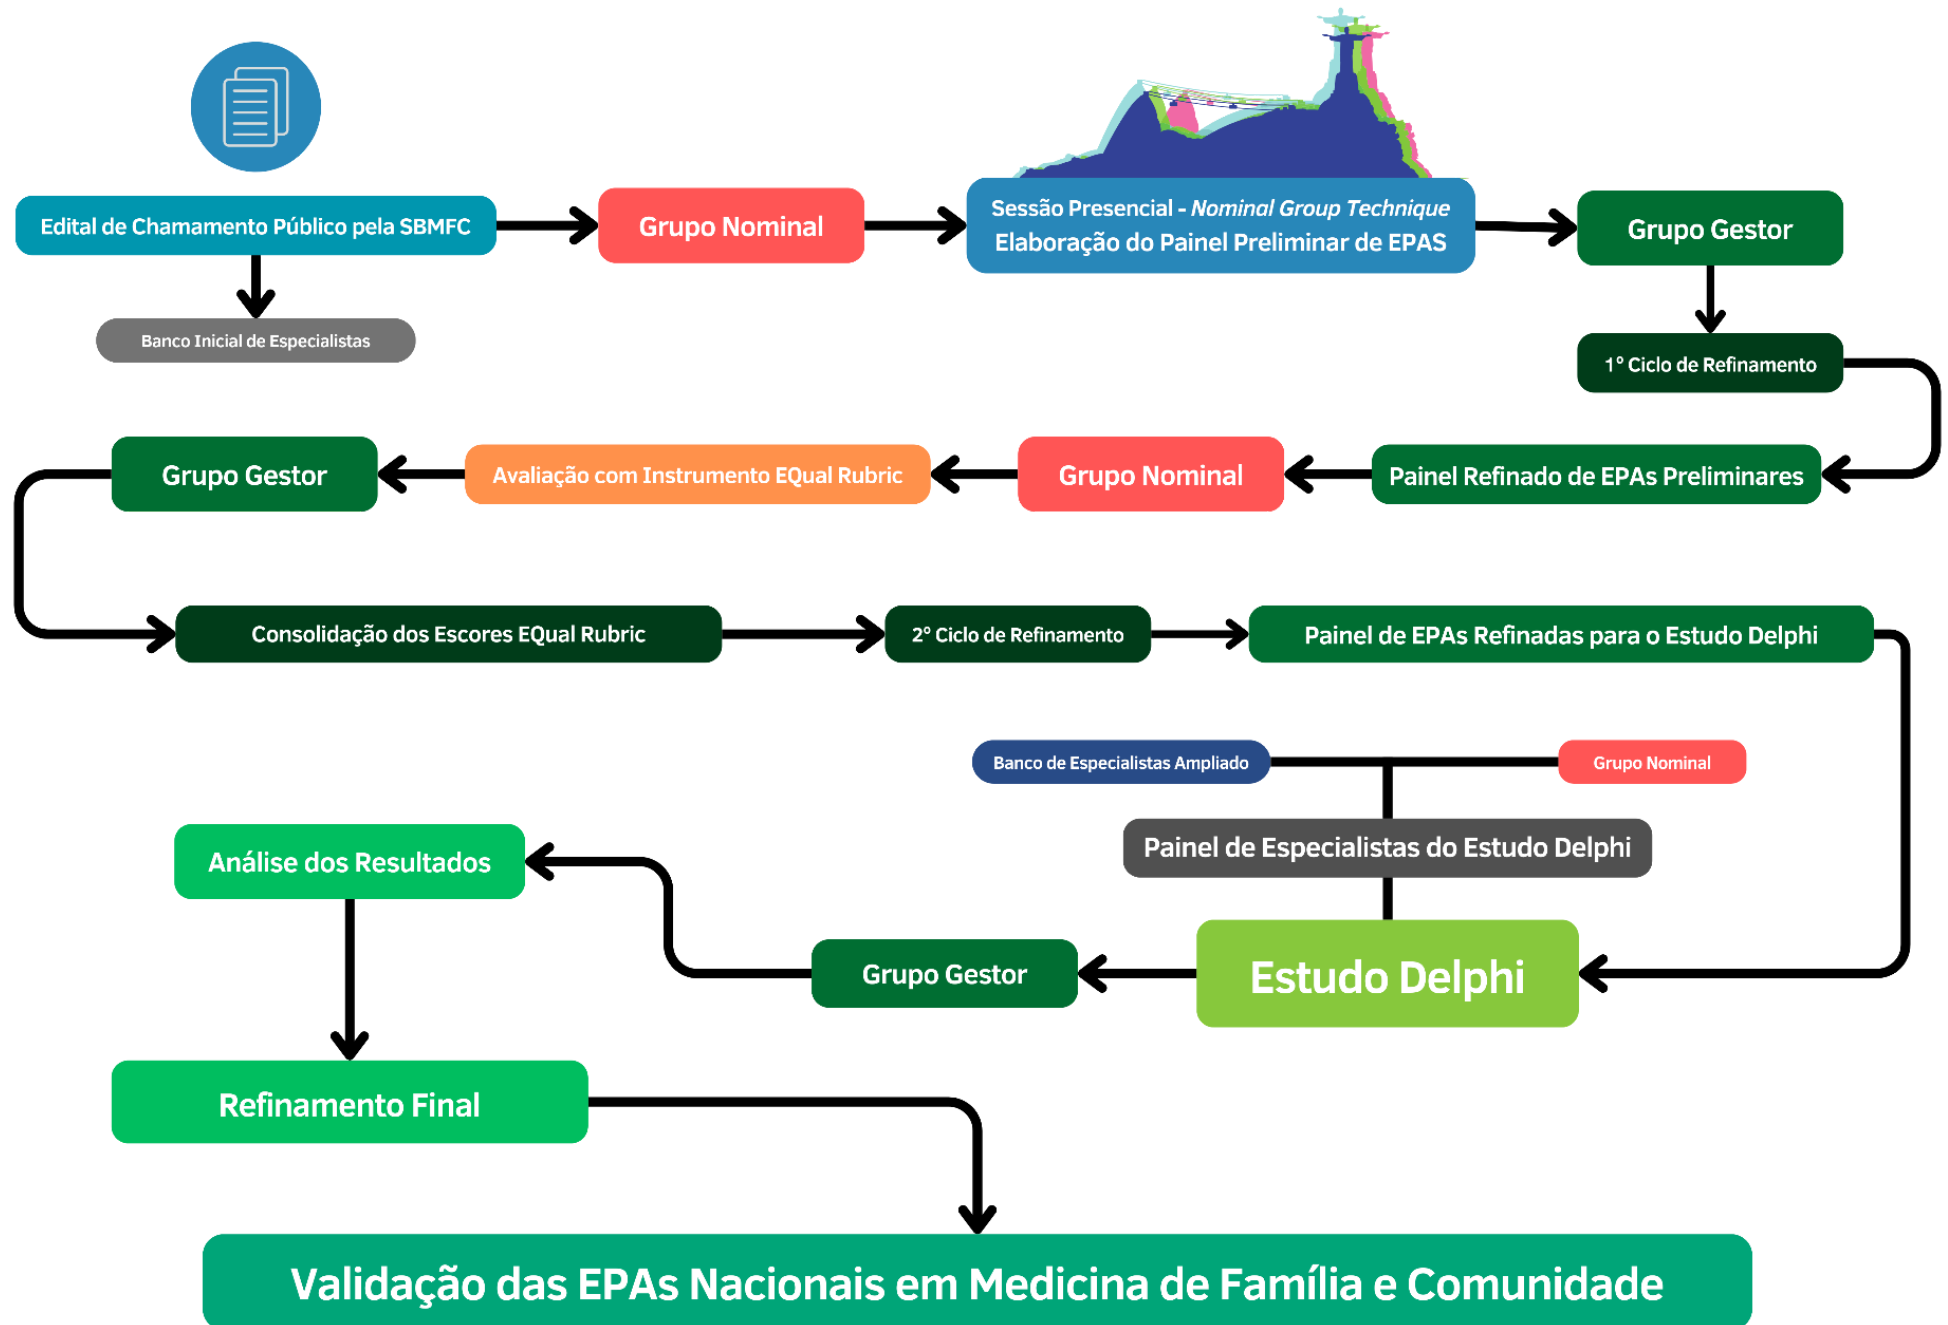 Edital de Chamamento Público pela SBMFC
Grupo Nominal
Sessão Presencial - Nominal Group Technique
Elaboração do Painel Preliminar de EPAS
Grupo Gestor
Banco Inicial de Especialistas
1º Ciclo de Refinamento
Grupo Gestor
Avaliação com Instrumento EQual Rubric
Grupo Nominal
Painel Refinado de EPAs Preliminares
Consolidação dos Escores EQual Rubric
2º Ciclo de Refinamento
Painel de EPAs Refinadas para o Estudo Delphi
Banco de Especialistas Ampliado
Grupo Nominal
Painel de Especialistas do Estudo Delphi
Análise dos Resultados
Grupo Gestor
Estudo Delphi
Refinamento Final
Validação das EPAs Nacionais em Medicina de Família e Comunidade